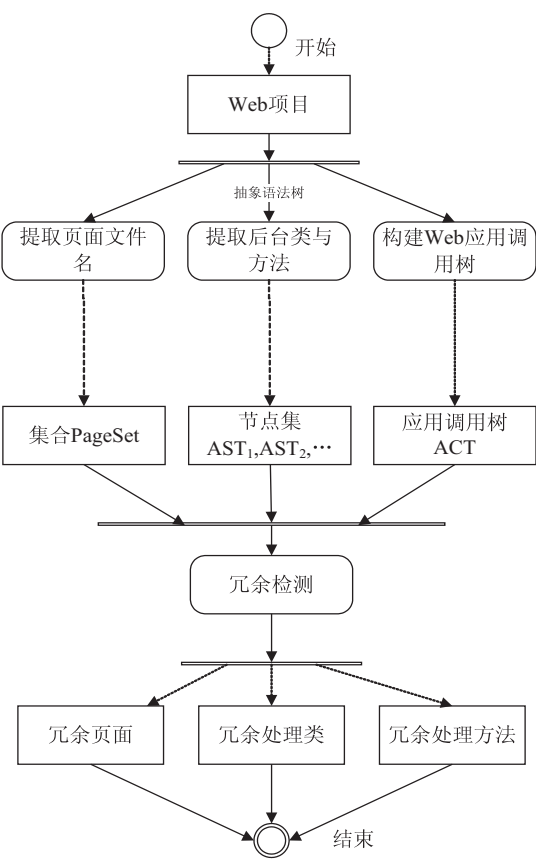 开始
Web项目
抽象语法树
提取页面文件
名
提取后台类与
方法
构建Web应用调
用树
集合PageSet
节点集
AST₁,AST₂,…
应用调用树
ACT
冗余检测
冗余页面
冗余处理类
冗余处理方法
结束